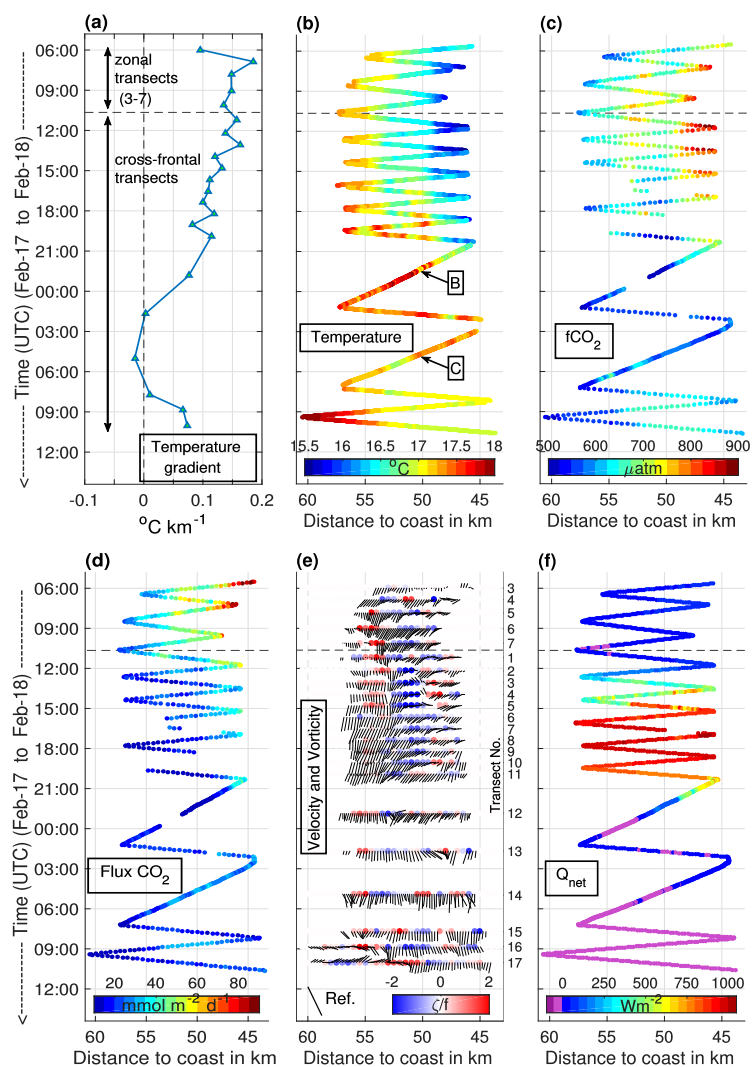 (a)
(b)
(c)
06:00
09:00
12:00
15:00
18:00
21:00
00:00
03:00
06:00
09:00
12:00
<-------------- Time (UTC) (Feb-17 to Feb-18) --------------
zonal
transects
(3-7)
cross-frontal
transects
Temperature
gradient
-0.1
0
0.1
0.2
°C km⁻¹
B
C
Temperature
15.5
16
16.5
17
17.5
18
°C
60
55
50
45
Distance to coast in km
fCO₂
500
600
700
800
900
µatm
60
55
50
45
Distance to coast in km
(d)
(e)
(f)
06:00
09:00
12:00
15:00
18:00
21:00
00:00
03:00
06:00
09:00
12:00
<-------------- Time (UTC) (Feb-17 to Feb-18) --------------
Flux CO₂
20
40
60
80
mmol m⁻² d⁻¹
60
55
50
45
Distance to coast in km
Velocity and Vorticity
Transect No.
3
4
5
6
7
1
2
3
4
5
6
7
8
9
10
11
12
13
14
15
16
17
Ref.
-2
0
2
ζ/f
60
55
50
45
Distance to coast in km
Qnet
0
200
400
600
800
1000
Wm⁻²
60
55
50
45
Distance to coast in km